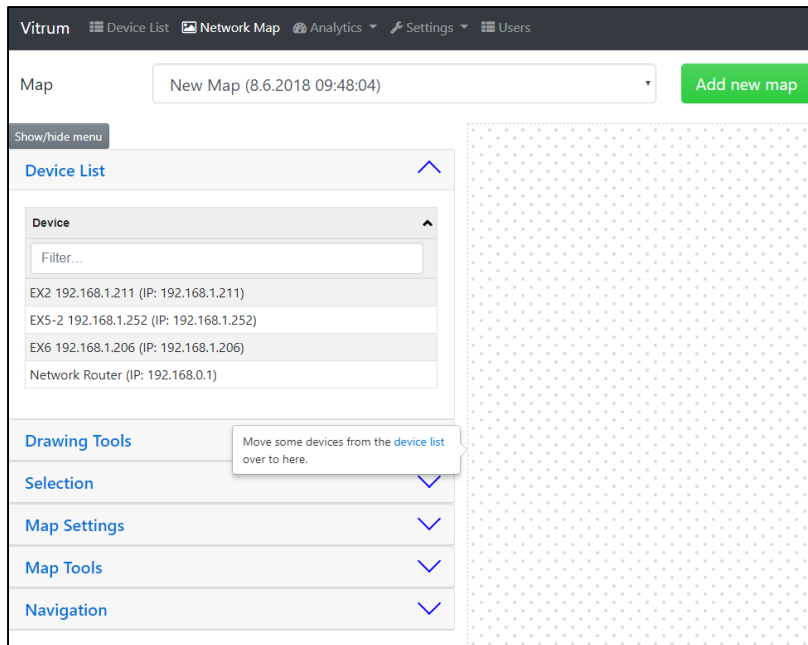 Vitrum Device List Network Map Analytics Settings Users
Map New Map (8.6.2018 09:48:04) Add new map
Show/hide menu
Device List
Device
Filter...
EX2 192.168.1.211 (IP: 192.168.1.211)
EX5-2 192.168.1.252 (IP: 192.168.1.252)
EX6 192.168.1.206 (IP: 192.168.1.206)
Network Router (IP: 192.168.0.1)
Drawing Tools
Move some devices from the device list
over to here.
Selection
Map Settings
Map Tools
Navigation